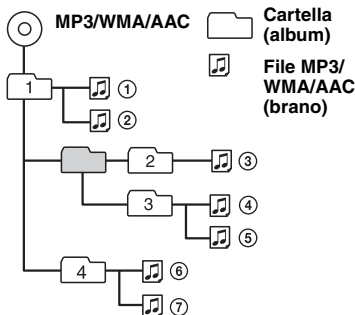 MP3/WMA/AAC
Cartella
(album)
File MP3/
WMA/AAC
(brano)
1
①
②
2
③
3
④
⑤
4
⑥
⑦